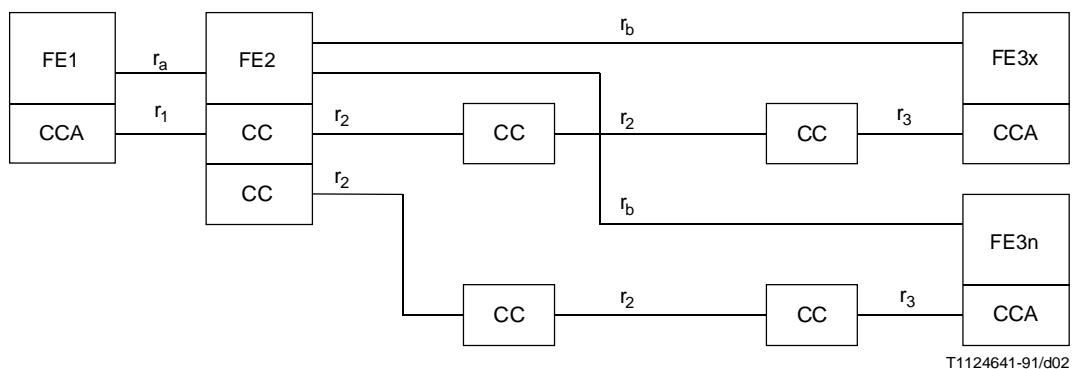 r_b
FE1 r_a FE2 FE3x
CCA r_1 CC r_2 CC r_2 CC r_3 CCA
CC r_2
r_b
FE3n
CC r_2 CC r_3 CCA
T1124641-91/d02